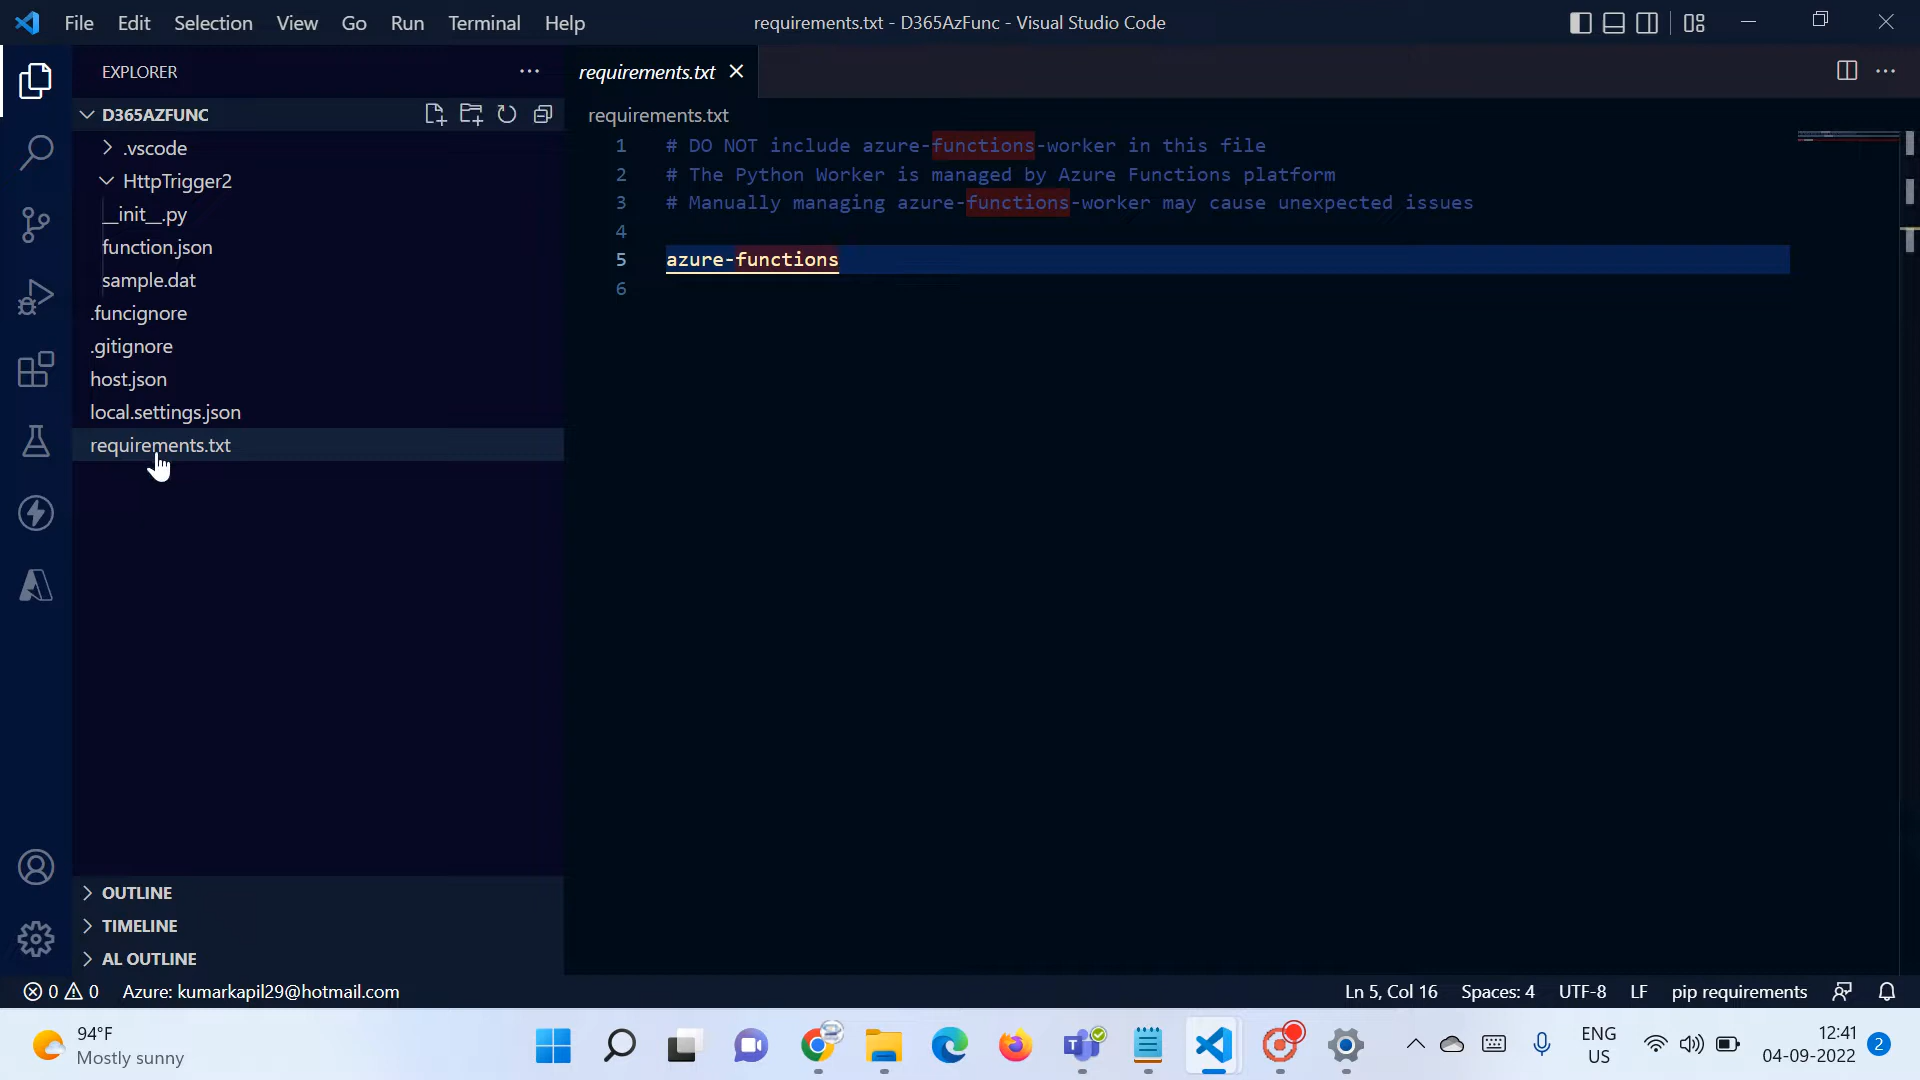 File Edit Selection View Go Run Terminal Help
requirements.txt - D365AzFunc - Visual Studio Code
EXPLORER
requirements.txt
D365AZFUNC
requirements.txt
.vscode
HttpTrigger2
__init__.py
function.json
sample.dat
.funcignore
.gitignore
host.json
local.settings.json
requirements.txt
1 # DO NOT include azure-functions-worker in this file
2 # The Python Worker is managed by Azure Functions platform
3 # Manually managing azure-functions-worker may cause unexpected issues
4
5 azure-functions
6
OUTLINE
TIMELINE
AL OUTLINE
0 0 Azure: kumarkapil29@hotmail.com
Ln 5, Col 16 Spaces: 4 UTF-8 LF pip requirements
94°F
Mostly sunny
ENG
US
12:41
04-09-2022
2